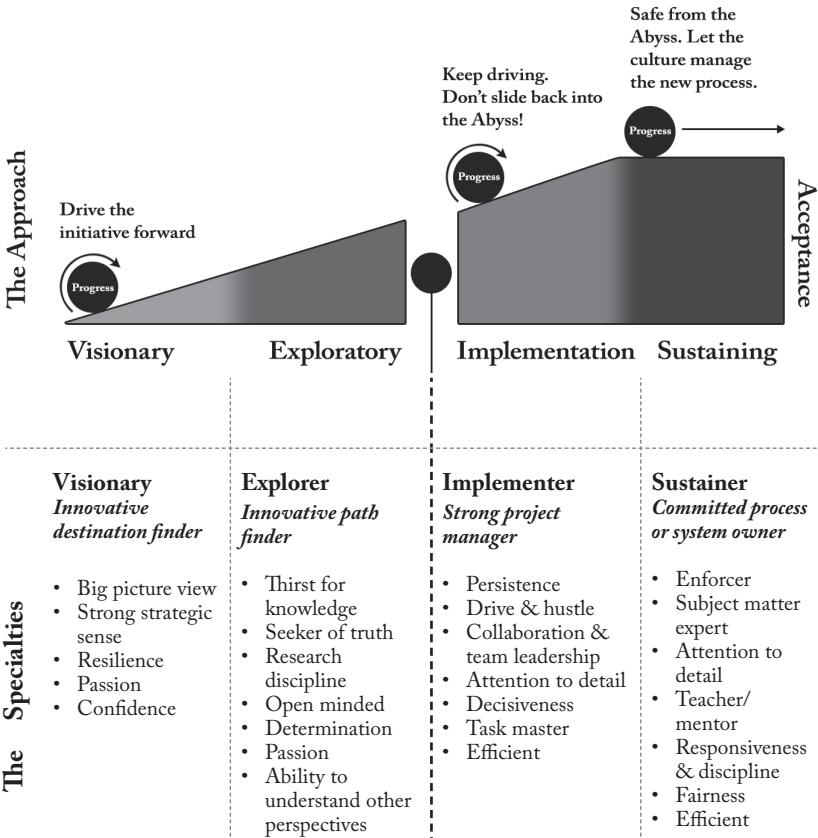 Safe from the
Abyss. Let the
culture manage
the new process.
Keep driving.
Don't slide back into
the Abyss!
Drive the
initiative forward
Progress
Progress
Progress
The Approach
Acceptance
Visionary
Exploratory
Implementation
Sustaining
The Specialties
Visionary
Innovative
destination finder
• Big picture view
• Strong strategic
sense
• Resilience
• Passion
• Confidence
Explorer
Innovative path
finder
• Thirst for
knowledge
• Seeker of truth
• Research
discipline
• Open minded
• Determination
• Passion
• Ability to
understand other
perspectives
Implementer
Strong project
manager
• Persistence
• Drive & hustle
• Collaboration &
team leadership
• Attention to detail
• Decisiveness
• Task master
• Efficient
Sustainer
Committed process
or system owner
• Enforcer
• Subject matter
expert
• Attention to
detail
• Teacher/
mentor
• Responsiveness
& discipline
• Fairness
• Efficient